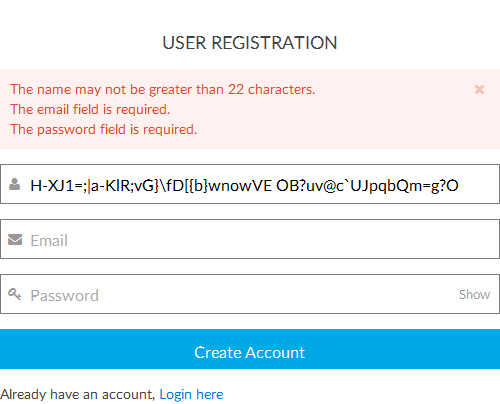 USER REGISTRATION
The name may not be greater than 22 characters.
The email field is required.
The password field is required.
H-XJ1=;|a-KlR;vG}\fD[{b}wnowVE OB?uv@c`UJpqbQm=g?O
Email
Password
Show
Create Account
Already have an account, Login here